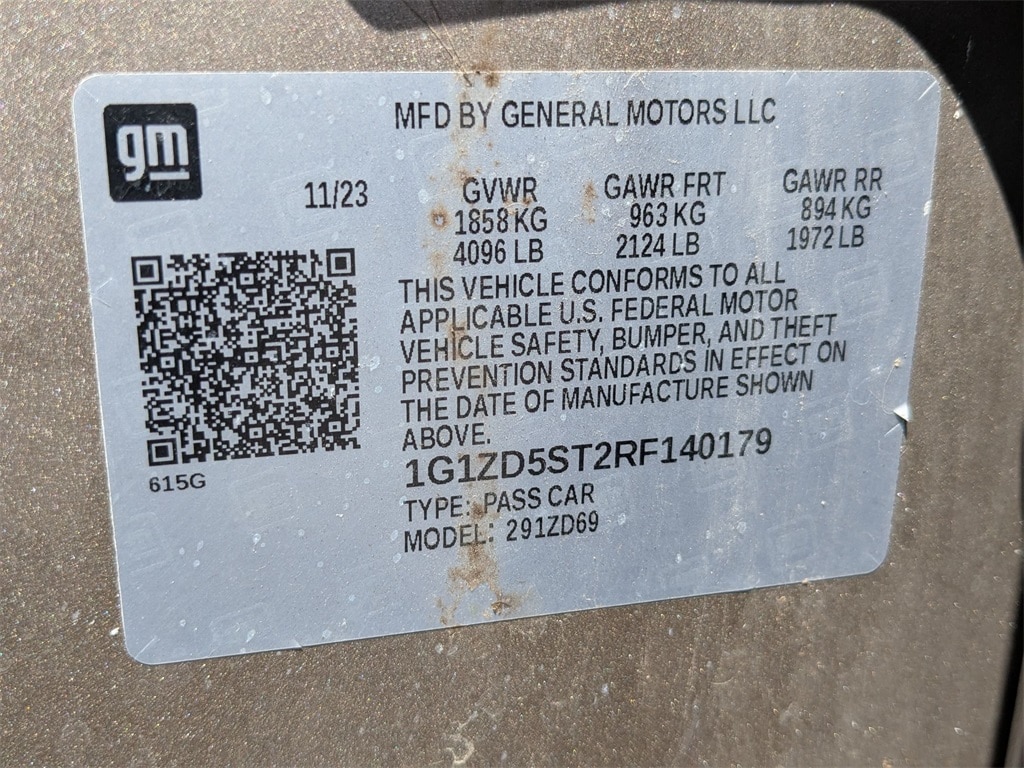 MFD BY GENERAL MOTORS LLC
gm
11/23 GVWR GAWR FRT GAWR RR
1858 KG 963 KG 894 KG
4096 LB 2124 LB 1972 LB
THIS VEHICLE CONFORMS TO ALL
APPLICABLE U.S. FEDERAL MOTOR
VEHICLE SAFETY, BUMPER, AND THEFT
PREVENTION STANDARDS IN EFFECT ON
THE DATE OF MANUFACTURE SHOWN
ABOVE.
1G1ZD5ST2RF140179
615G
TYPE: PASS CAR
MODEL: 291ZD69